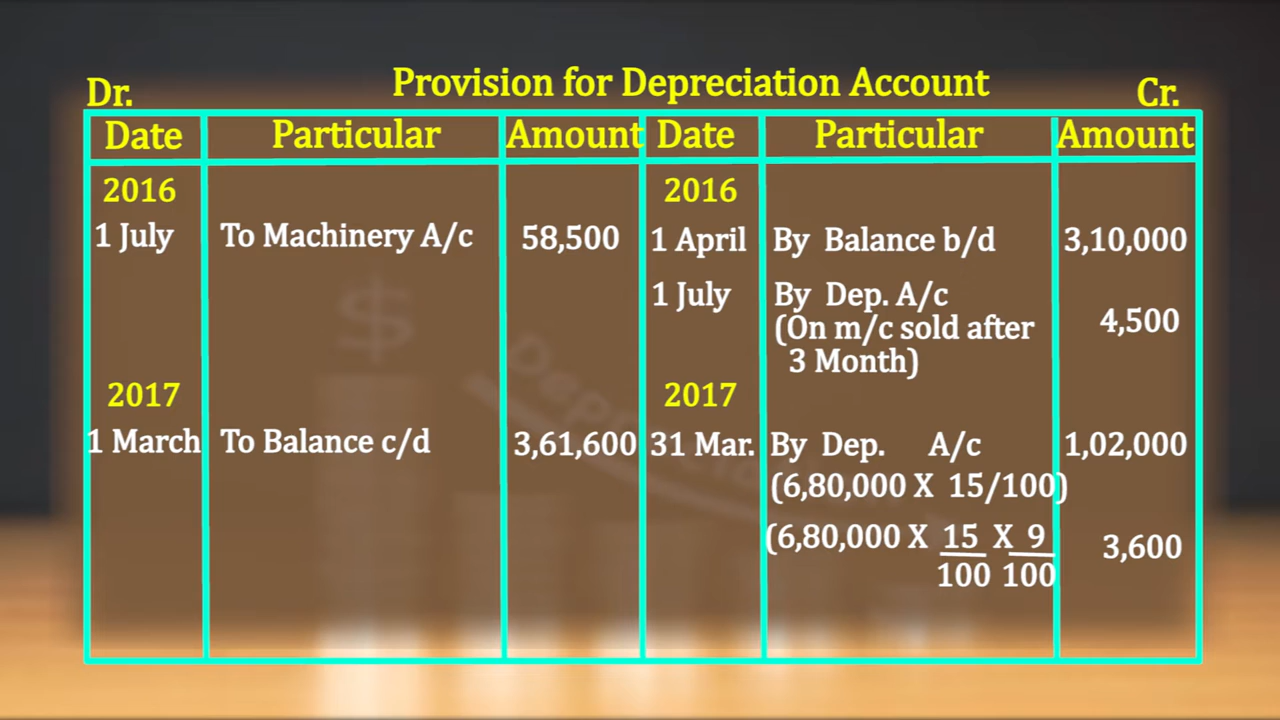 Provision for Depreciation Account
Dr.
Cr.
Date Particular Amount Date Particular Amount
2016 2016
1 July To Machinery A/c 58,500 1 April By Balance b/d 3,10,000
1 July By Dep. A/c
(On m/c sold after 4,500
3 Month)
2017 2017
1 March To Balance c/d 3,61,600 31 Mar. By Dep. A/c 1,02,000
(6,80,000 X 15/100)
(6,80,000 X 15 X 9 3,600
100 100
$
Depreciation